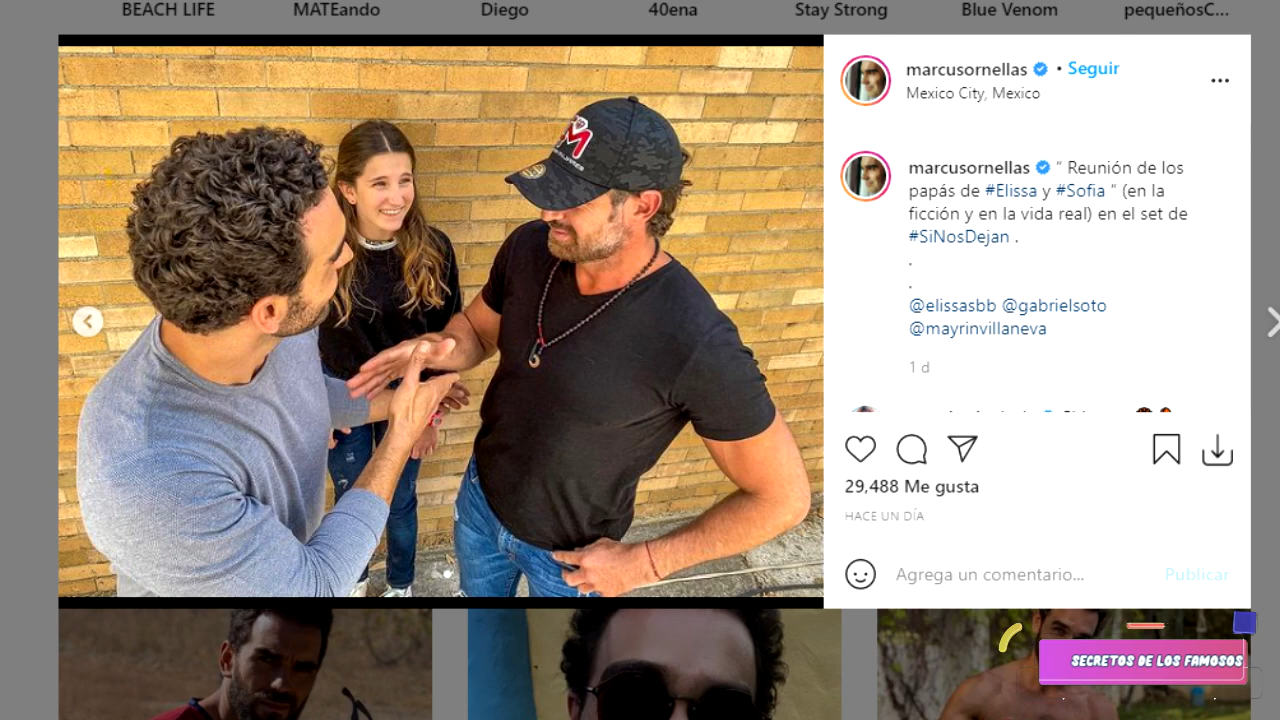 BEACH LIFE
MATEando
Diego
40ena
Stay Strong
Blue Venom
pequeñosC...
marcusornellas • Seguir
Mexico City, Mexico
marcusornellas “ Reunión de los
papás de #Elissa y #Sofia “ (en la
ficción y en la vida real) en el set de
#SiNosDejan .
.
.
@elissasbb @gabrielsoto
@mayrinvillaneva
1 d
29,488 Me gusta
HACE UN DÍA
Agrega un comentario...
Publicar
M
SECRETOS DE LOS FAMOSOS